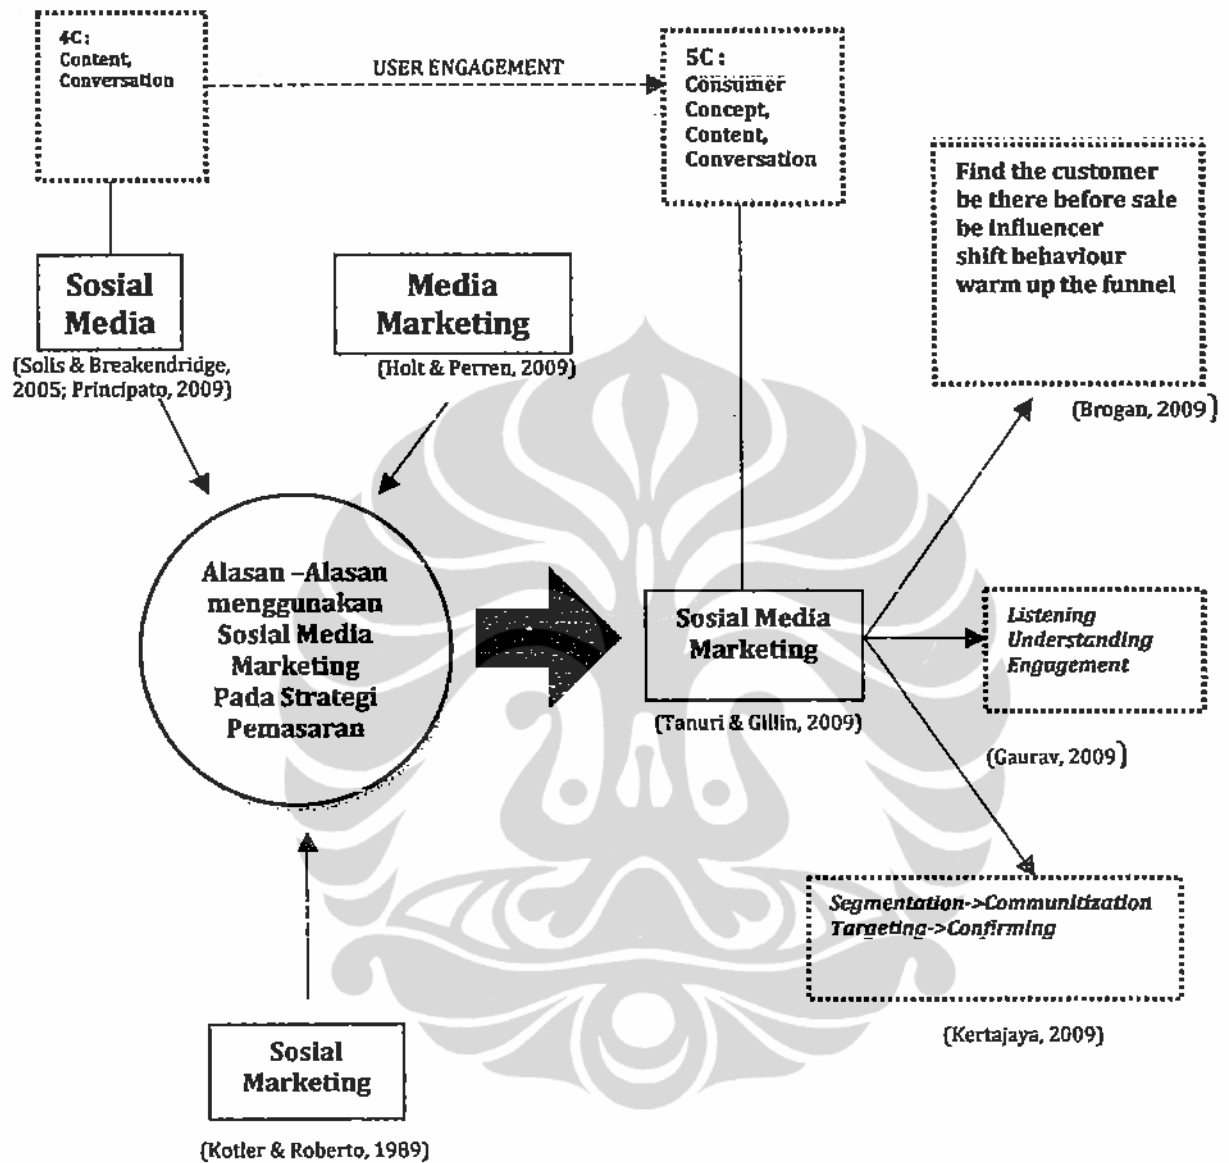 4C:
Content,
Conversation
USER ENGAGEMENT
5C:
Consumer
Concept,
Content,
Conversation
Find the customer
be there before sale
be influencer
shift behaviour
warm up the funnel
(Brogan, 2009)
Sosial
Media
(Solis & Breakendridge,
2005; Principato, 2009)
Media
Marketing
(Holt & Perren, 2009)
Alasan –Alasan
menggunakan
Sosial Media
Marketing
Pada Strategi
Pemasaran
Sosial Media
Marketing
(Tanuri & Gillin, 2009)
Listening
Understanding
Engagement
(Gaurav, 2009)
Segmentation->Communitization
Targeting->Confirming
(Kertajaya, 2009)
Sosial
Marketing
(Kotler & Roberto, 1989)